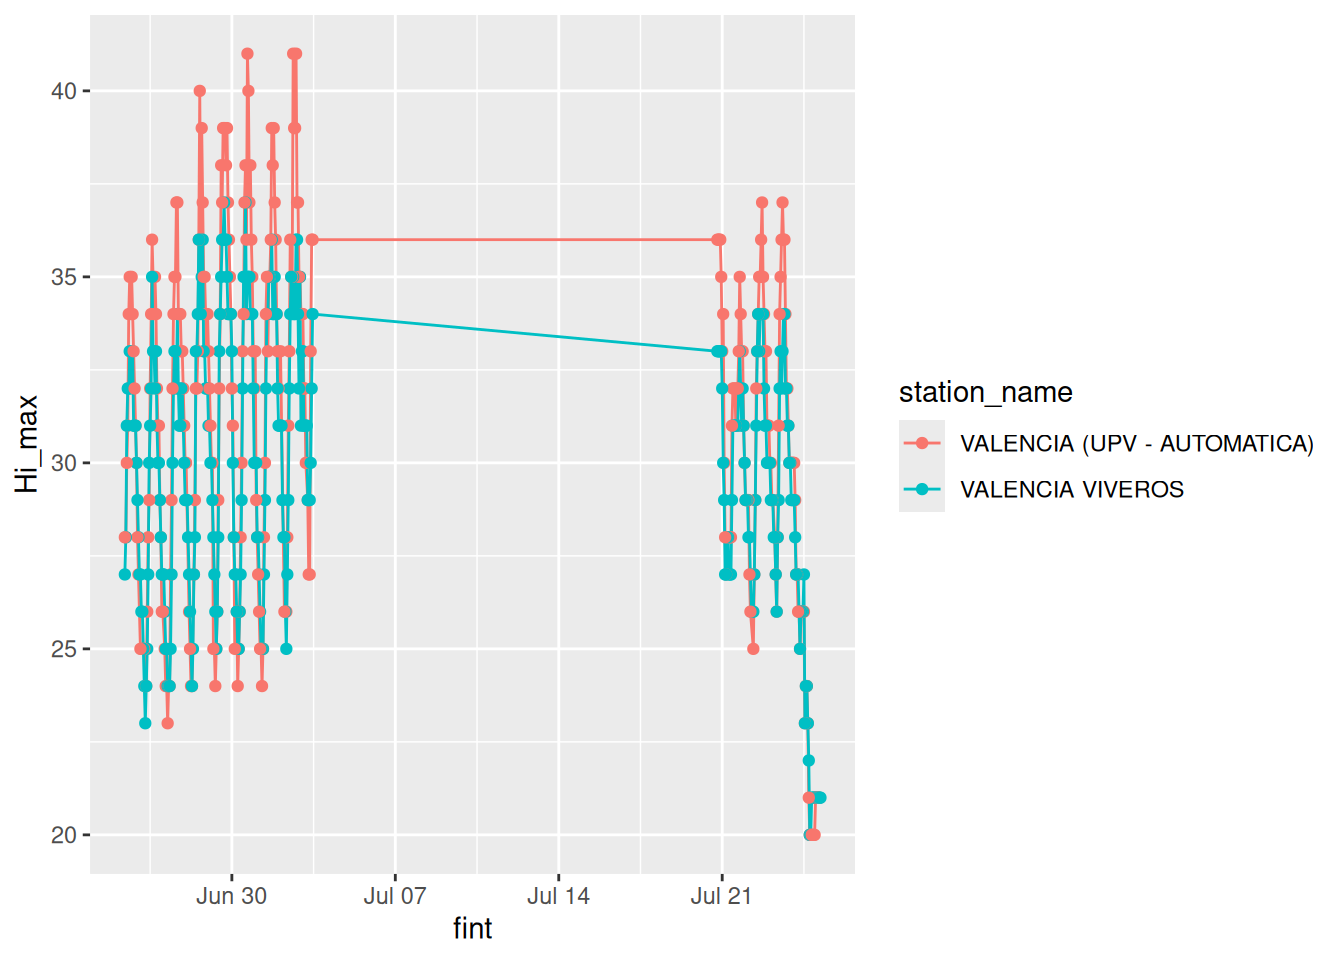 40
35
30
25
20
Hi_max
Jun 30
Jul 07
Jul 14
Jul 21
fint
station_name
VALENCIA (UPV - AUTOMATICA)
VALENCIA VIVEROS